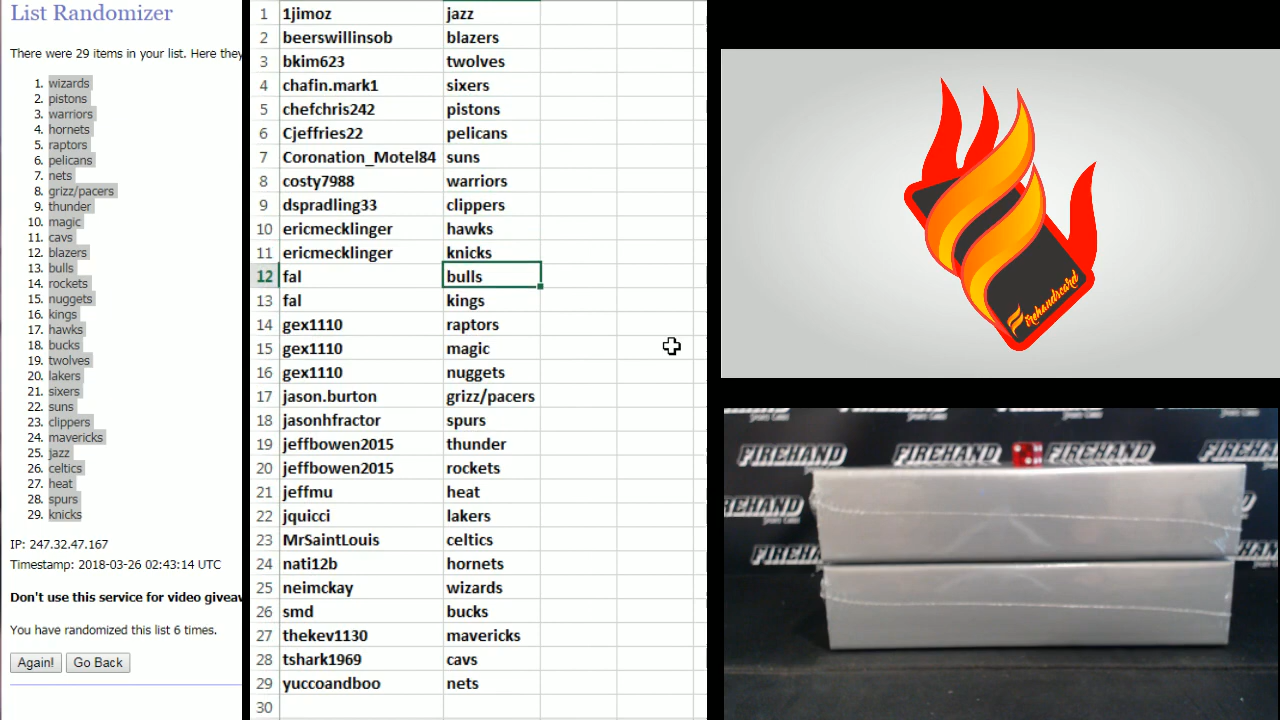 List Randomizer
There were 29 items in your list. Here they
1. wizards
2. pistons
3. warriors
4. hornets
5. raptors
6. pelicans
7. nets
8. grizz/pacers
9. thunder
10. magic
11. cavs
12. blazers
13. bulls
14. rockets
15. nuggets
16. kings
17. hawks
18. bucks
19. twolves
20. lakers
21. sixers
22. suns
23. clippers
24. mavericks
25. jazz
26. celtics
27. heat
28. spurs
29. knicks
IP: 247.32.47.167
Timestamp: 2018-03-26 02:43:14 UTC
Don't use this service for video giveaw
You have randomized this list 6 times.
Again! Go Back
1 1jimoz jazz
2 beerswillinsob blazers
3 bkim623 twolves
4 chafin.mark1 sixers
5 chefchris242 pistons
6 Cjeffries22 pelicans
7 Coronation_Motel84 suns
8 costy7988 warriors
9 dspradling33 clippers
10 ericmecklinger hawks
11 ericmecklinger knicks
12 fal bulls
13 fal kings
14 gex1110 raptors
15 gex1110 magic
16 gex1110 nuggets
17 jason.burton grizz/pacers
18 jasonhfractor spurs
19 jeffbowen2015 thunder
20 jeffbowen2015 rockets
21 jeffmu heat
22 jquicci lakers
23 MrSaintLouis celtics
24 nati12b hornets
25 neimckay wizards
26 smd bucks
27 thekev1130 mavericks
28 tshark1969 cavs
29 yuccoandboo nets
30
Firehandscard
FIREHAND FIREHAND FIREHAND FIREHAND
FIREHAND
FIREHAND